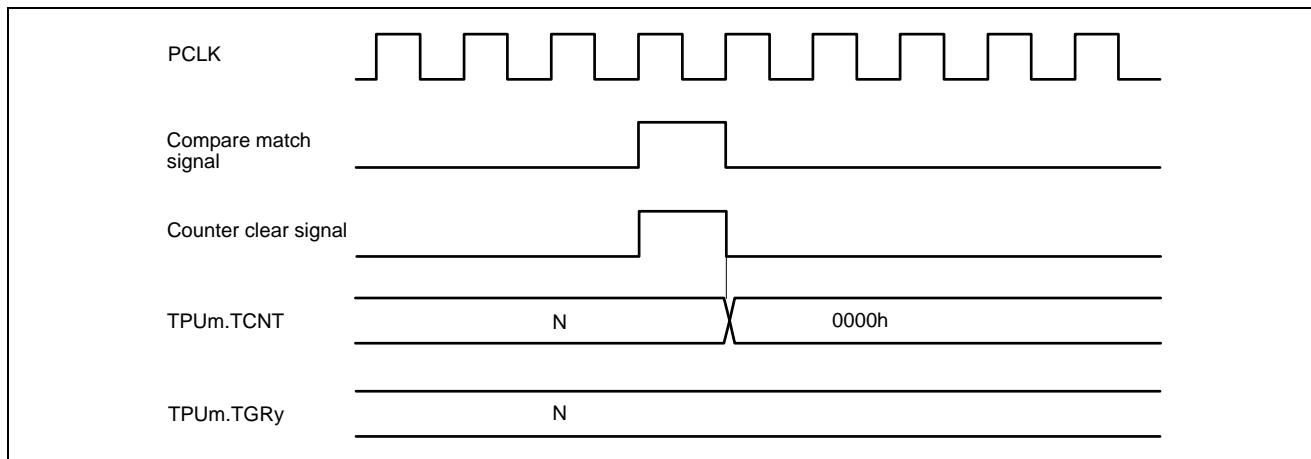 PCLK
Compare match
signal
Counter clear signal
TPUm.TCNT
N
0000h
TPUm.TGRy
N